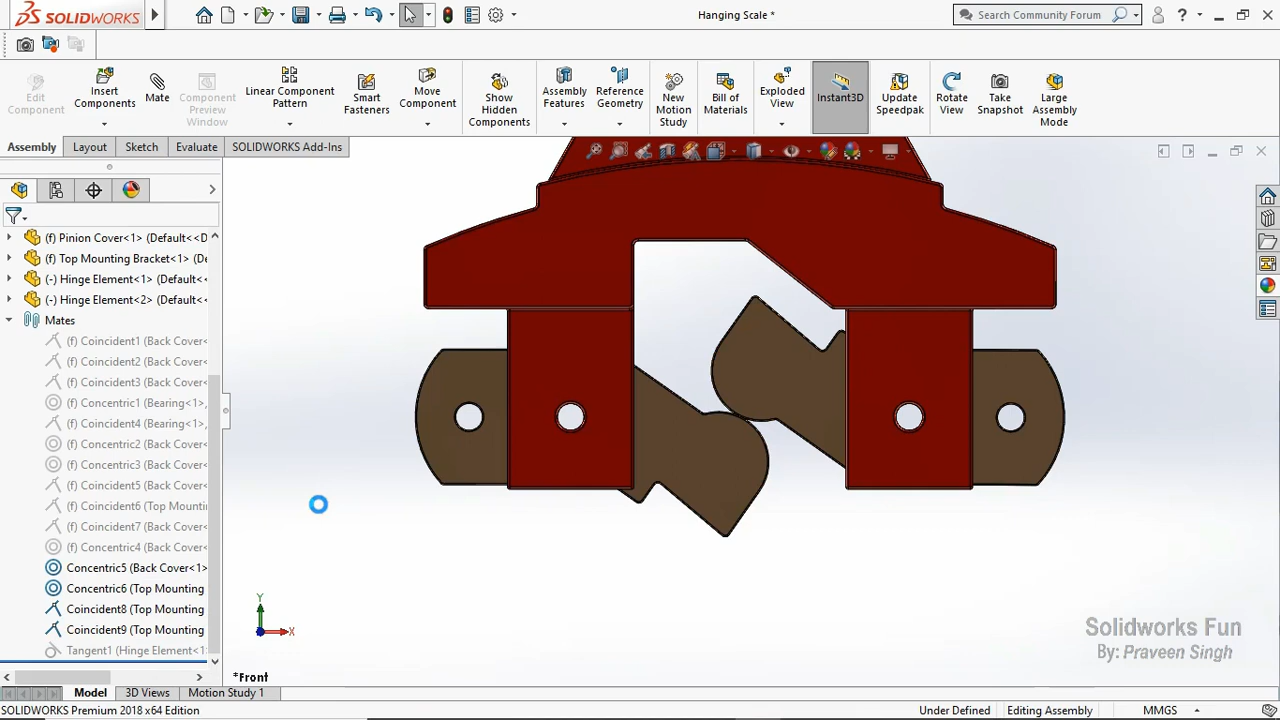 SOLIDWORKS
Hanging Scale *
Search Community Forum
?
Edit Component
Insert Components
Mate
Component Preview Window
Linear Component Pattern
Smart Fasteners
Move Component
Show Hidden Components
Assembly Features
Reference Geometry
New Motion Study
Bill of Materials
Exploded View
Instant3D
Update Speedpak
Rotate View
Take Snapshot
Large Assembly Mode
Assembly
Layout
Sketch
Evaluate
SOLIDWORKS Add-Ins
(f) Pinion Cover<1> (Default<<D
(f) Top Mounting Bracket<1> (De
(-) Hinge Element<1> (Default<<
(-) Hinge Element<2> (Default<<
Mates
(f) Coincident1 (Back Cover<
(f) Coincident2 (Back Cover<
(f) Coincident3 (Back Cover<
(f) Concentric1 (Bearing<1>,
(f) Coincident4 (Bearing<1>,
(f) Concentric2 (Back Cover<
(f) Concentric3 (Back Cover<
(f) Coincident5 (Back Cover<
(f) Coincident6 (Top Mounti
(f) Coincident7 (Back Cover<
(f) Concentric4 (Back Cover<
Concentric5 (Back Cover<1>
Concentric6 (Top Mounting
Coincident8 (Top Mounting
Coincident9 (Top Mounting
Tangent1 (Hinge Element<1>
Y
X
*Front
Solidworks Fun
By: Praveen Singh
Model
3D Views
Motion Study 1
SOLIDWORKS Premium 2018 x64 Edition
Under Defined
Editing Assembly
MMGS